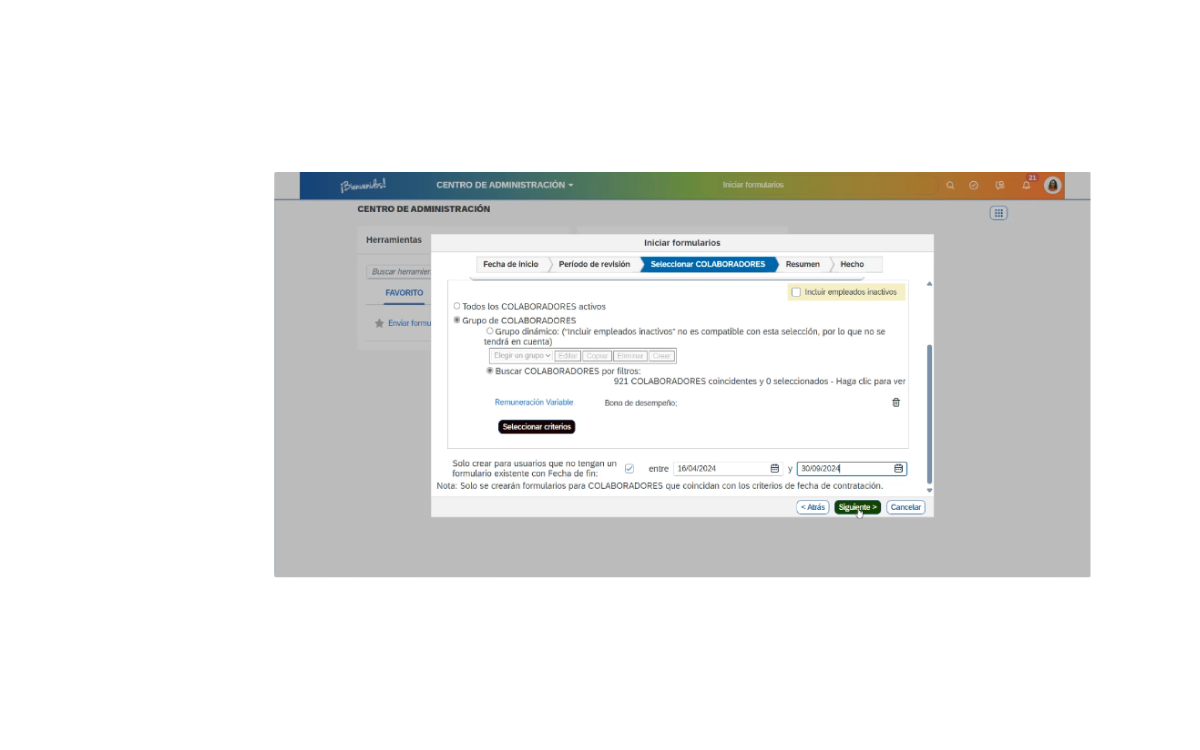 ¡Bienvenidos!
CENTRO DE ADMINISTRACIÓN
Iniciar formularios
21
CENTRO DE ADMINISTRACIÓN
Herramientas
Iniciar formularios
Fecha de inicio
Período de revisión
Seleccionar COLABORADORES
Resumen
Hecho
Buscar herramien
FAVORITO
Enviar formu
Incluir empleados inactivos
Todos los COLABORADORES activos
Grupo de COLABORADORES
Grupo dinámico: ("Incluir empleados inactivos" no es compatible con esta selección, por lo que no se
tendrá en cuenta)
Elegir un grupo
Editar
Copiar
Eliminar
Crear
Buscar COLABORADORES por filtros:
921 COLABORADORES coincidentes y 0 seleccionados - Haga clic para ver
Remuneración Variable
Bono de desempeño;
Seleccionar criterios
Solo crear para usuarios que no tengan un
formulario existente con Fecha de fin:
entre
16/04/2024
y
30/09/2024
Nota: Solo se crearán formularios para COLABORADORES que coincidan con los criterios de fecha de contratación.
< Atrás
Siguiente >
Cancelar